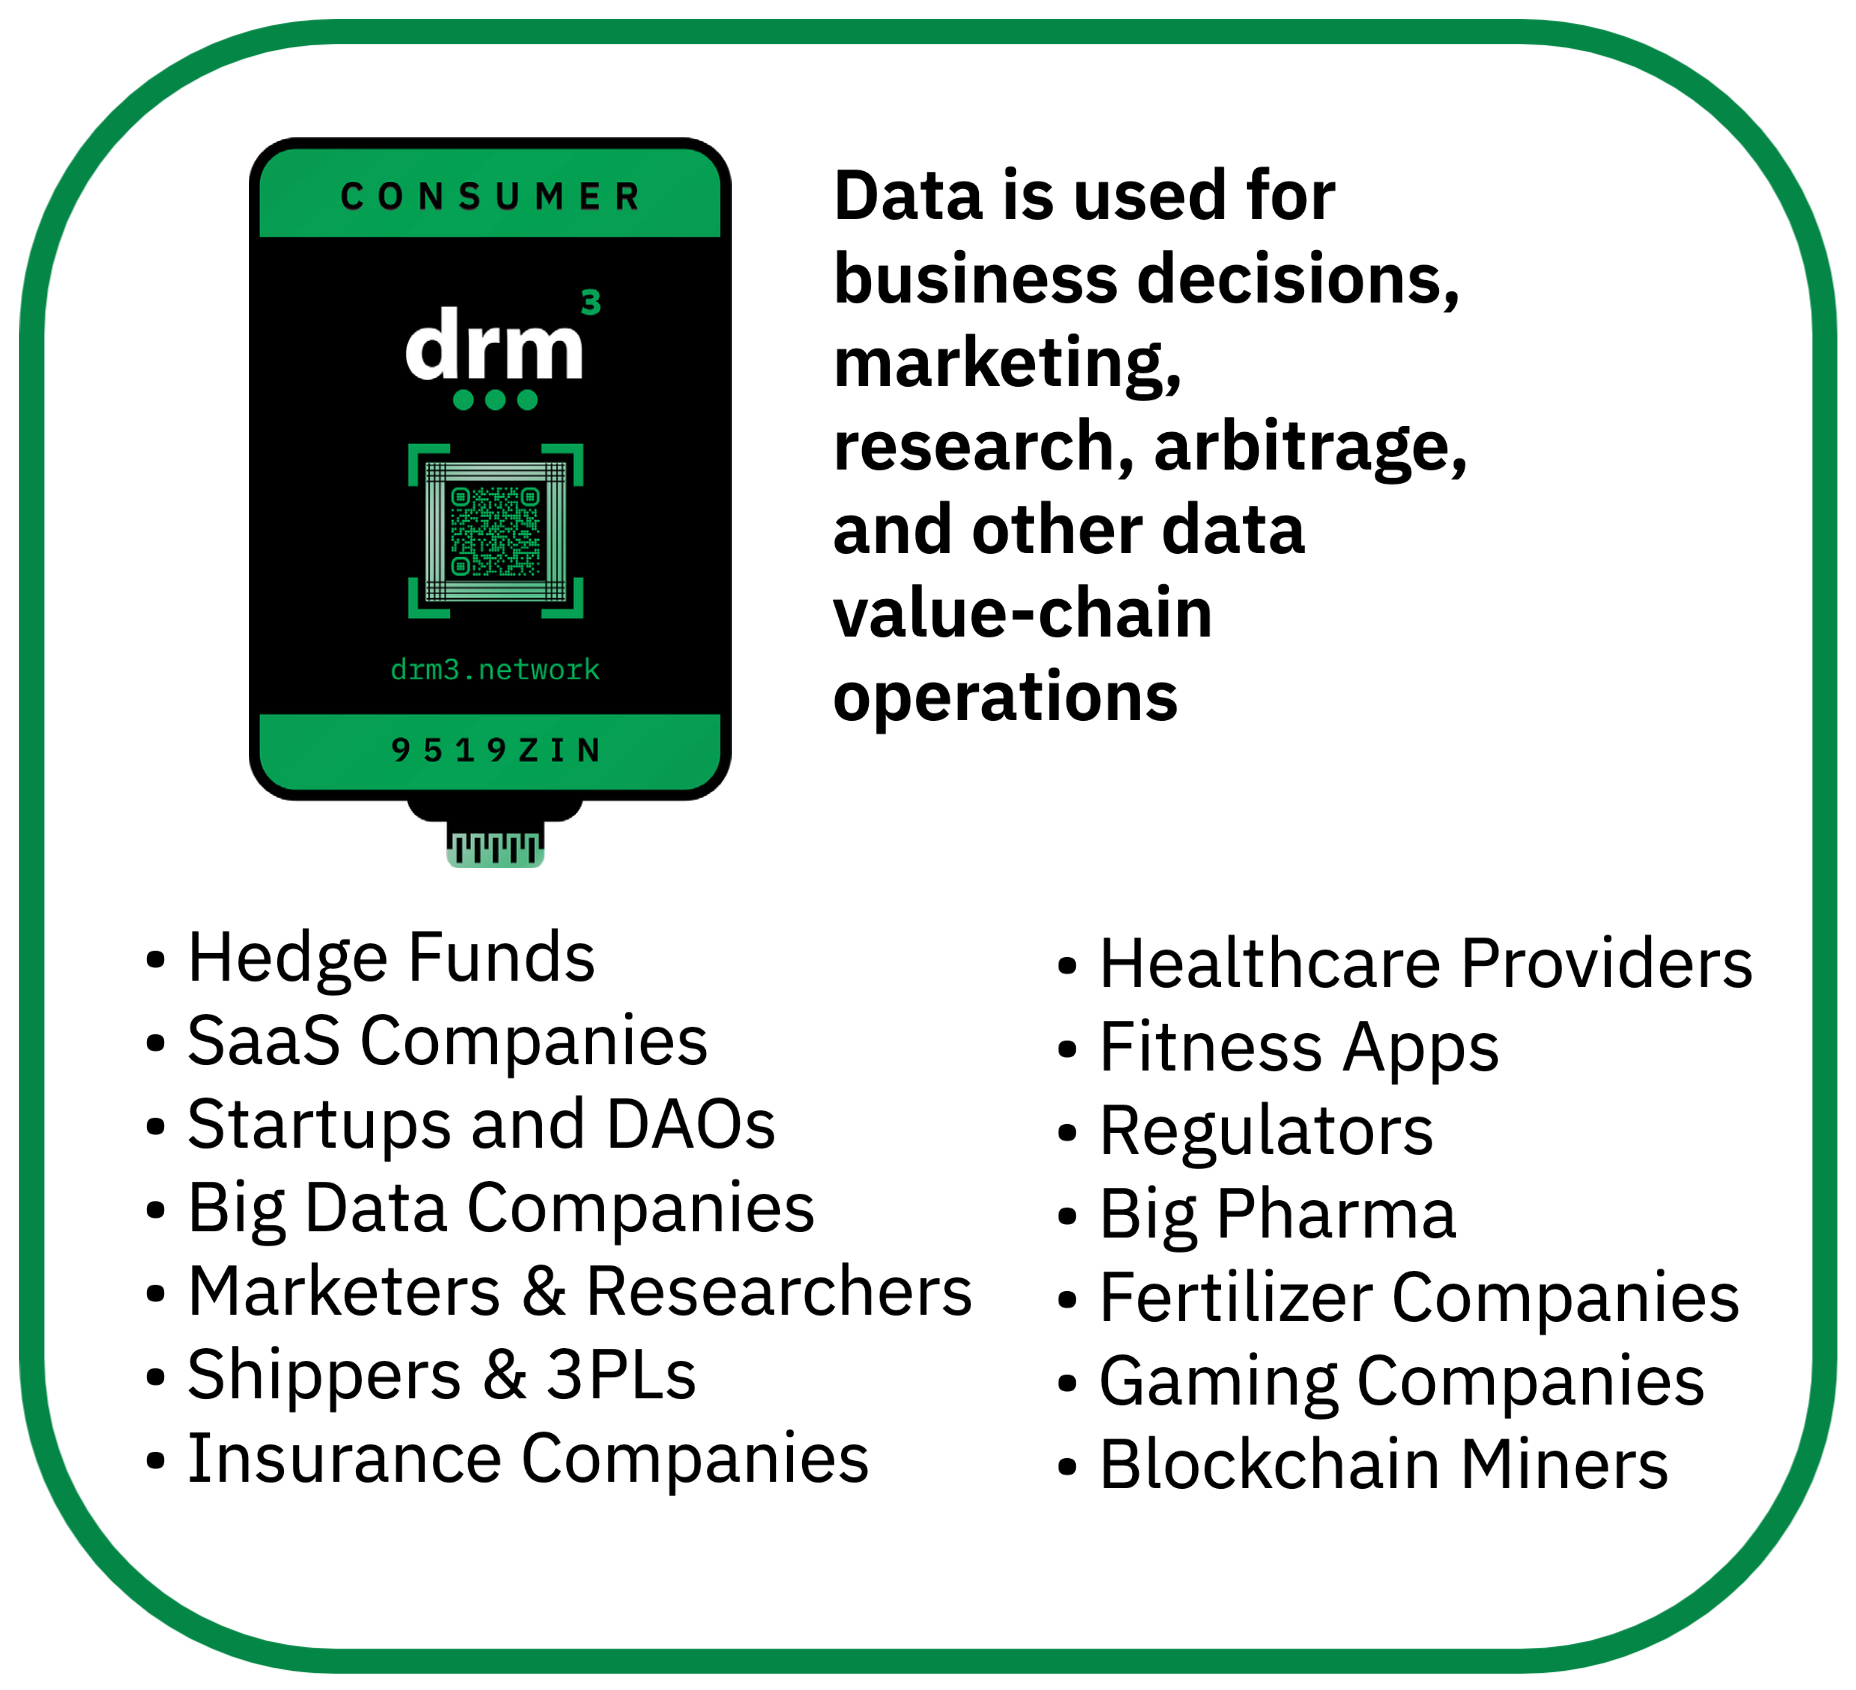 CONSUMER
drm³
drm3.network
9519ZIN
Data is used for
business decisions,
marketing,
research, arbitrage,
and other data
value-chain
operations
• Hedge Funds
• SaaS Companies
• Startups and DAOs
• Big Data Companies
• Marketers & Researchers
• Shippers & 3PLs
• Insurance Companies
• Healthcare Providers
• Fitness Apps
• Regulators
• Big Pharma
• Fertilizer Companies
• Gaming Companies
• Blockchain Miners